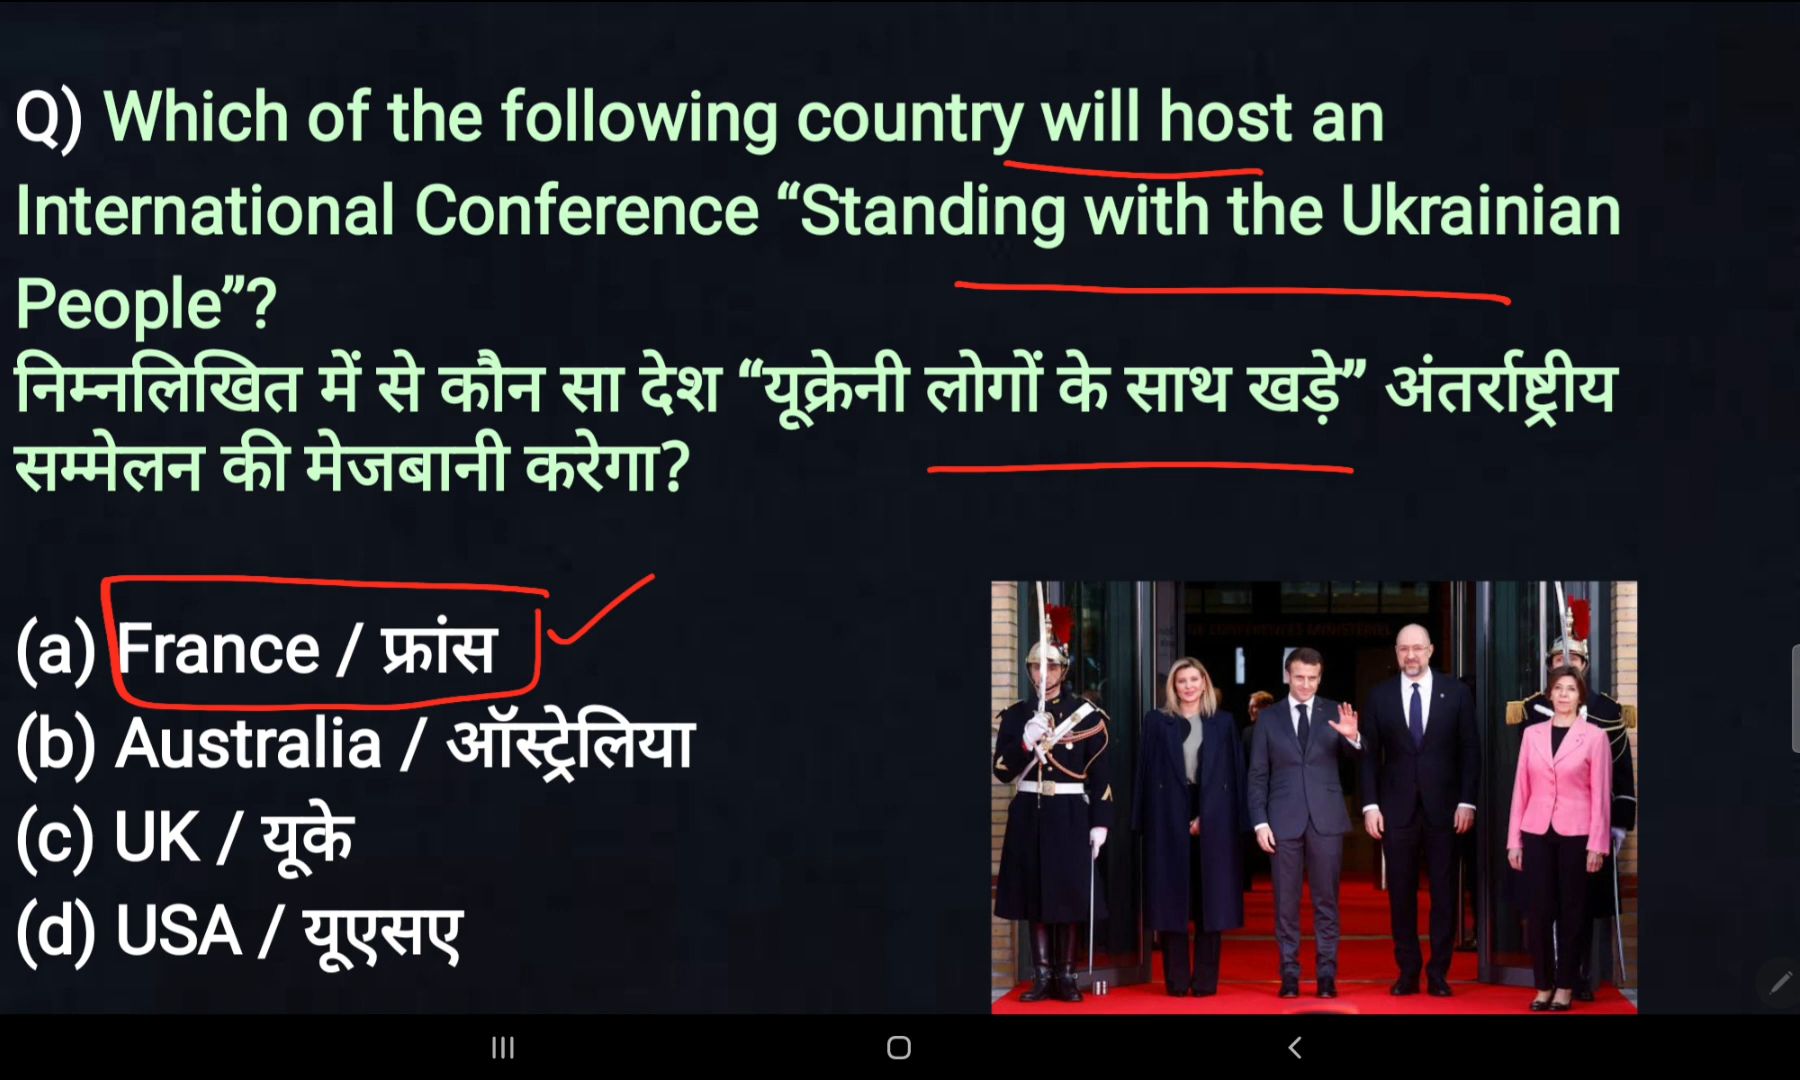 Q) Which of the following country will host an
International Conference “Standing with the Ukrainian
People”?
निम्नलिखित में से कौन सा देश “यूक्रेनी लोगों के साथ खड़े” अंतर्राष्ट्रीय
सम्मेलन की मेजबानी करेगा?
(a) France / फ्रांस
(b) Australia / ऑस्ट्रेलिया
(c) UK / यूके
(d) USA / यूएसए